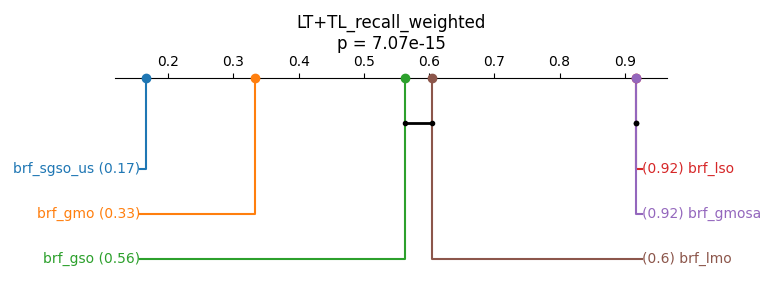 LT+TL_recall_weighted
p = 7.07e-15
0.2 0.3 0.4 0.5 0.6 0.7 0.8 0.9
brf_sgso_us (0.17) (0.92) brf_lso
brf_gmo (0.33) (0.92) brf_gmosa
brf_gso (0.56) (0.6) brf_lmo